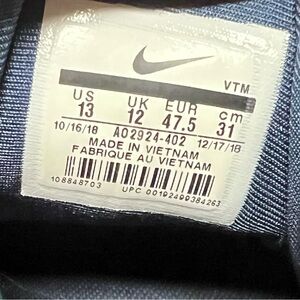 VTM
US UK EUR cm
13 12 47.5 31
10/16/18 AO2924-402 12/17/18
MADE IN VIETNAM
FABRIQUE AU VIETNAM
108848703
UPC 00192499384263